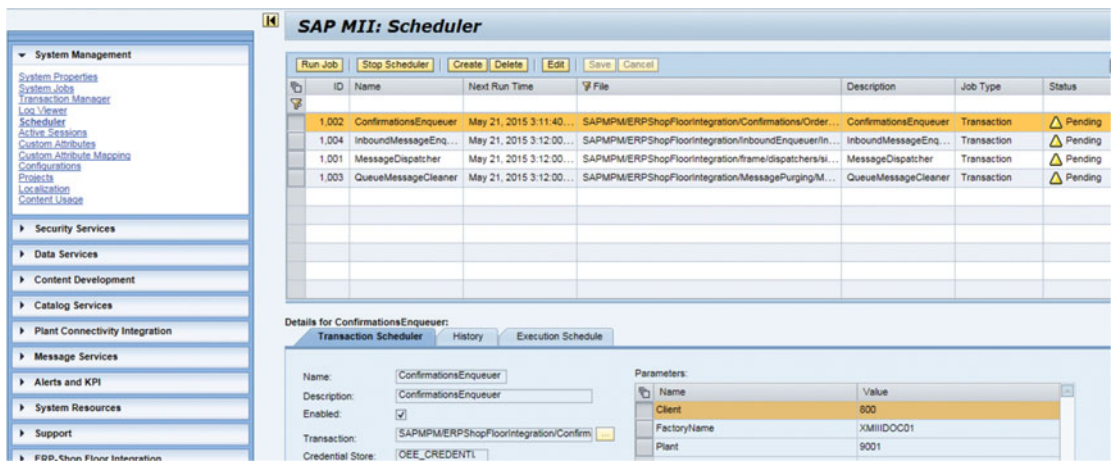 SAP MII: Scheduler
System Management
System Properties
System Jobs
Transaction Manager
Log Viewer
Scheduler
Active Sessions
Custom Attributes
Custom Attribute Mapping
Configurations
Projects
Localization
Content Usage
Security Services
Data Services
Content Development
Catalog Services
Plant Connectivity Integration
Message Services
Alerts and KPI
System Resources
Support
ERP-Shop Floor Integration
Run Job Stop Scheduler Create Delete Edit Save Cancel
ID Name Next Run Time File Description Job Type Status
1,002 ConfirmationsEnqueuer May 21, 2015 3:11:40... SAPMPM/ERPShopFloorIntegration/Confirmations/Order... ConfirmationsEnqueuer Transaction Pending
1,004 InboundMessageEnq... May 21, 2015 3:12:00... SAPMPM/ERPShopFloorIntegration/InboundEnqueuer/In... InboundMessageEnq... Transaction Pending
1,001 MessageDispatcher May 21, 2015 3:12:00... SAPMPM/ERPShopFloorIntegration/frame/dispatchers/si... MessageDispatcher Transaction Pending
1,003 QueueMessageCleaner May 21, 2015 3:12:00... SAPMPM/ERPShopFloorIntegration/MessagePurging/M... QueueMessageCleaner Transaction Pending
Details for ConfirmationsEnqueuer:
Transaction Scheduler History Execution Schedule
Name: ConfirmationsEnqueuer
Description: ConfirmationsEnqueuer
Enabled:
Transaction: SAPMPM/ERPShopFloorIntegration/Confirm ...
Credential Store: OEE_CREDENTI
Parameters:
Name Value
Client 800
FactoryName XMIIIDOC01
Plant 9001